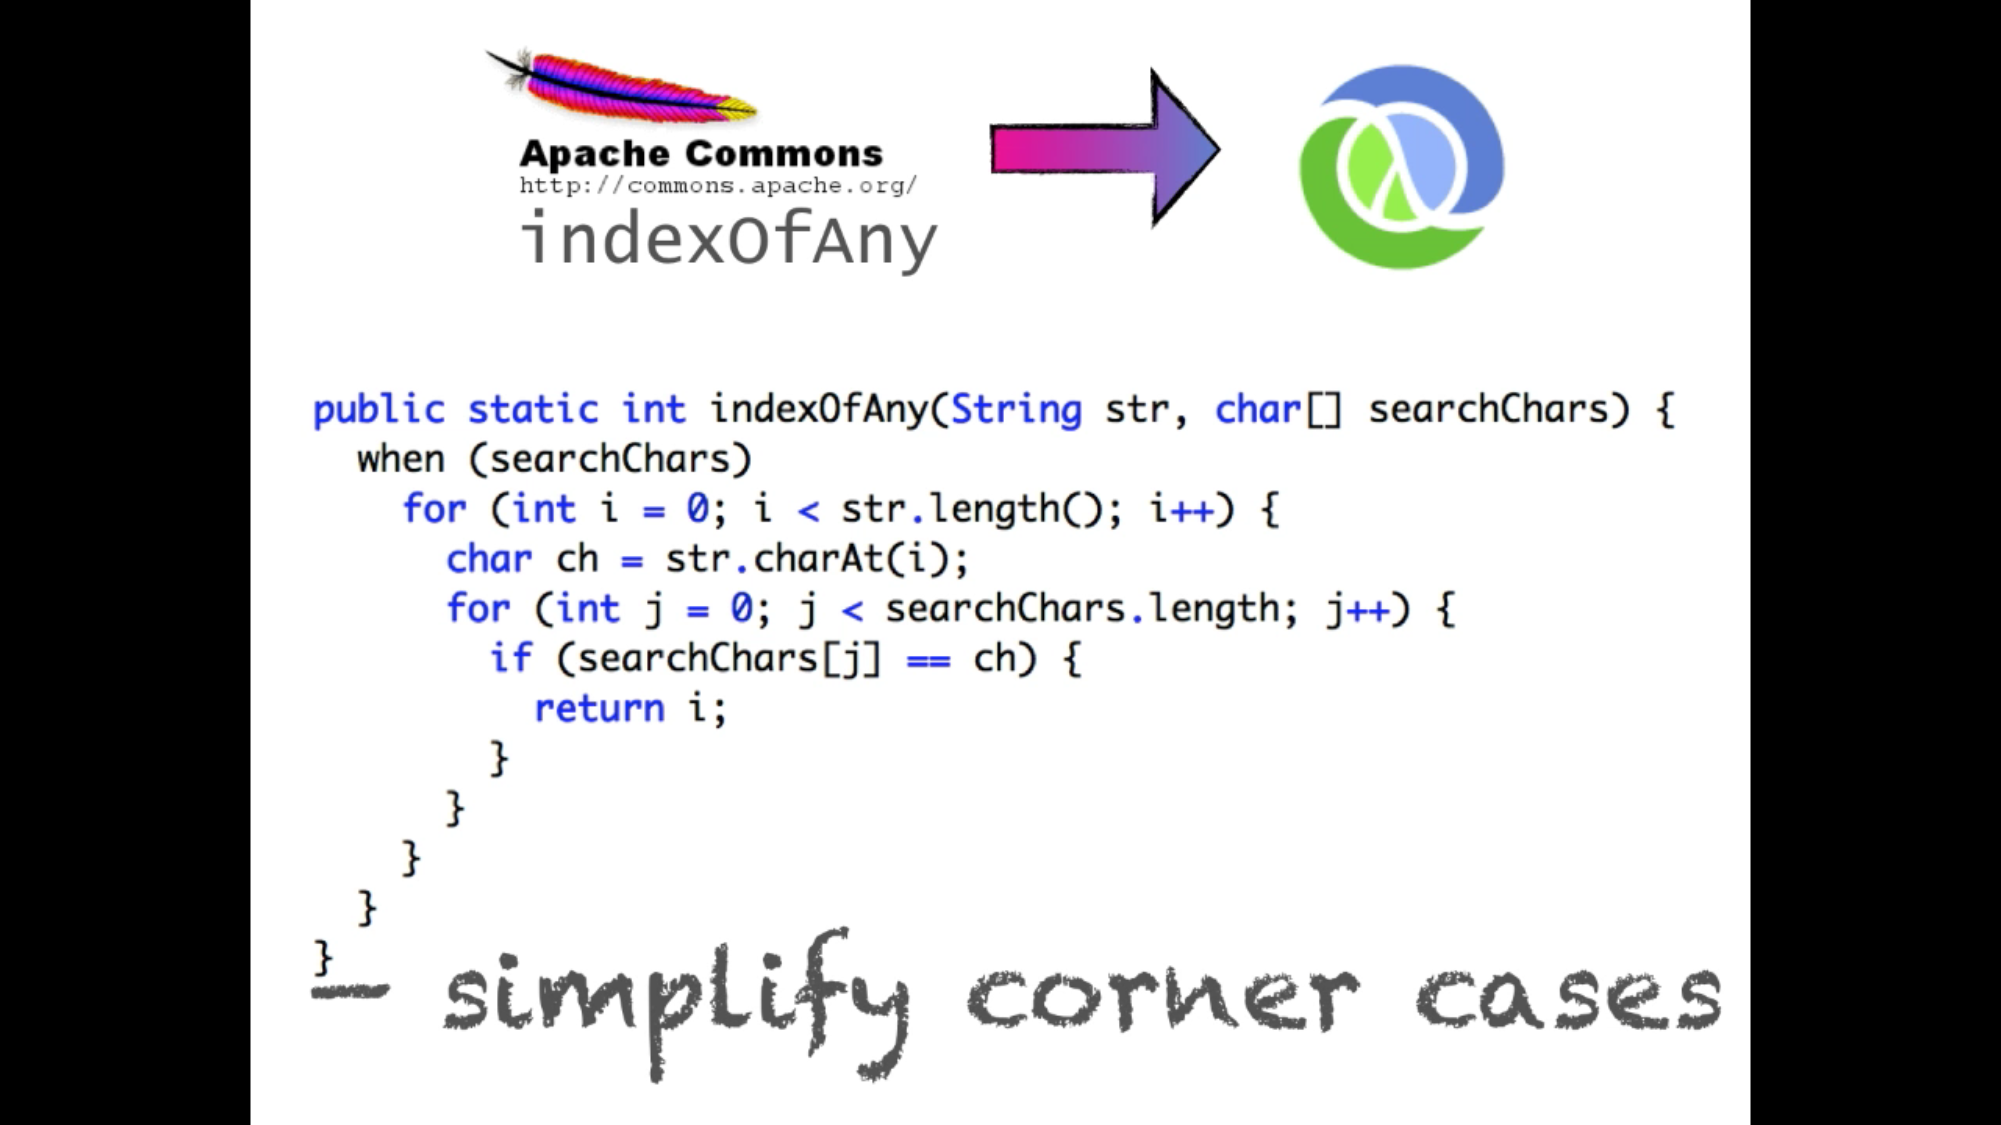 Apache Commons
http://commons.apache.org/
indexOfAny
public static int indexOfAny(String str, char[] searchChars) {
  when (searchChars)
    for (int i = 0; i < str.length(); i++) {
      char ch = str.charAt(i);
      for (int j = 0; j < searchChars.length; j++) {
        if (searchChars[j] == ch) {
          return i;
        }
      }
    }
  }
}
- simplify corner cases